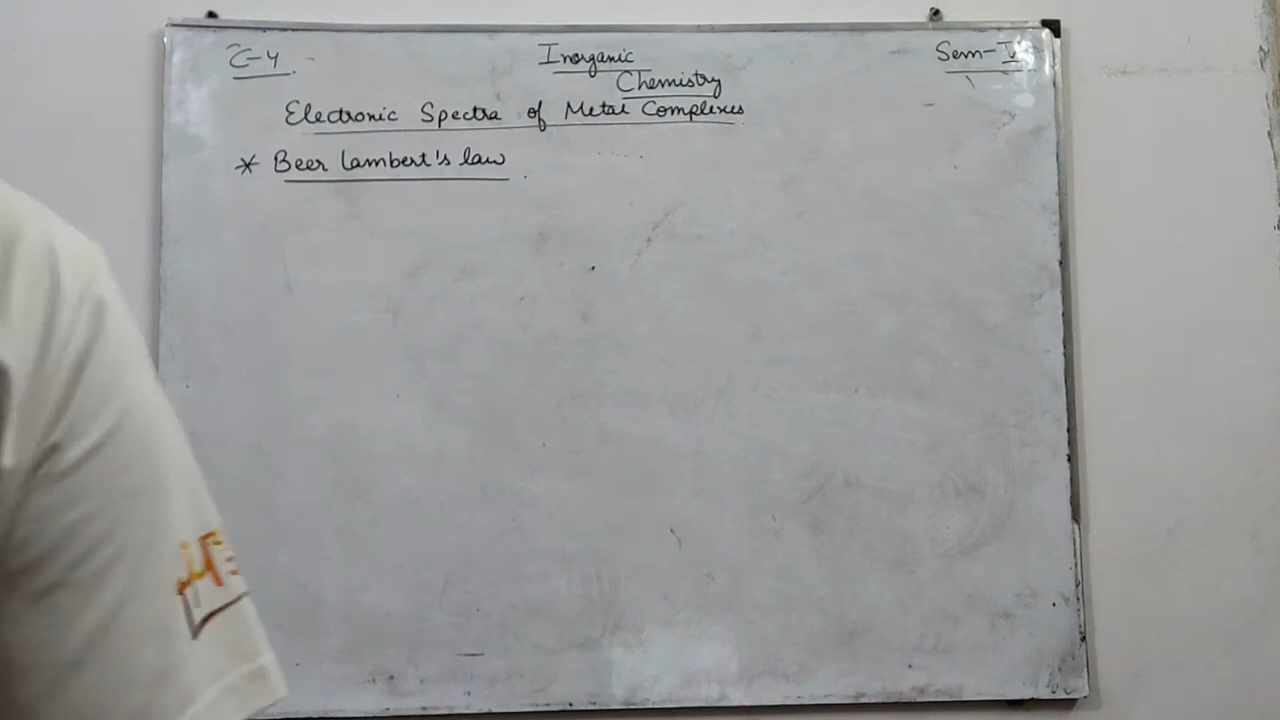 C-4 Inorganic Sem-V
Chemistry
Electronic Spectra of Metal Complexes
* Beer Lambert's law